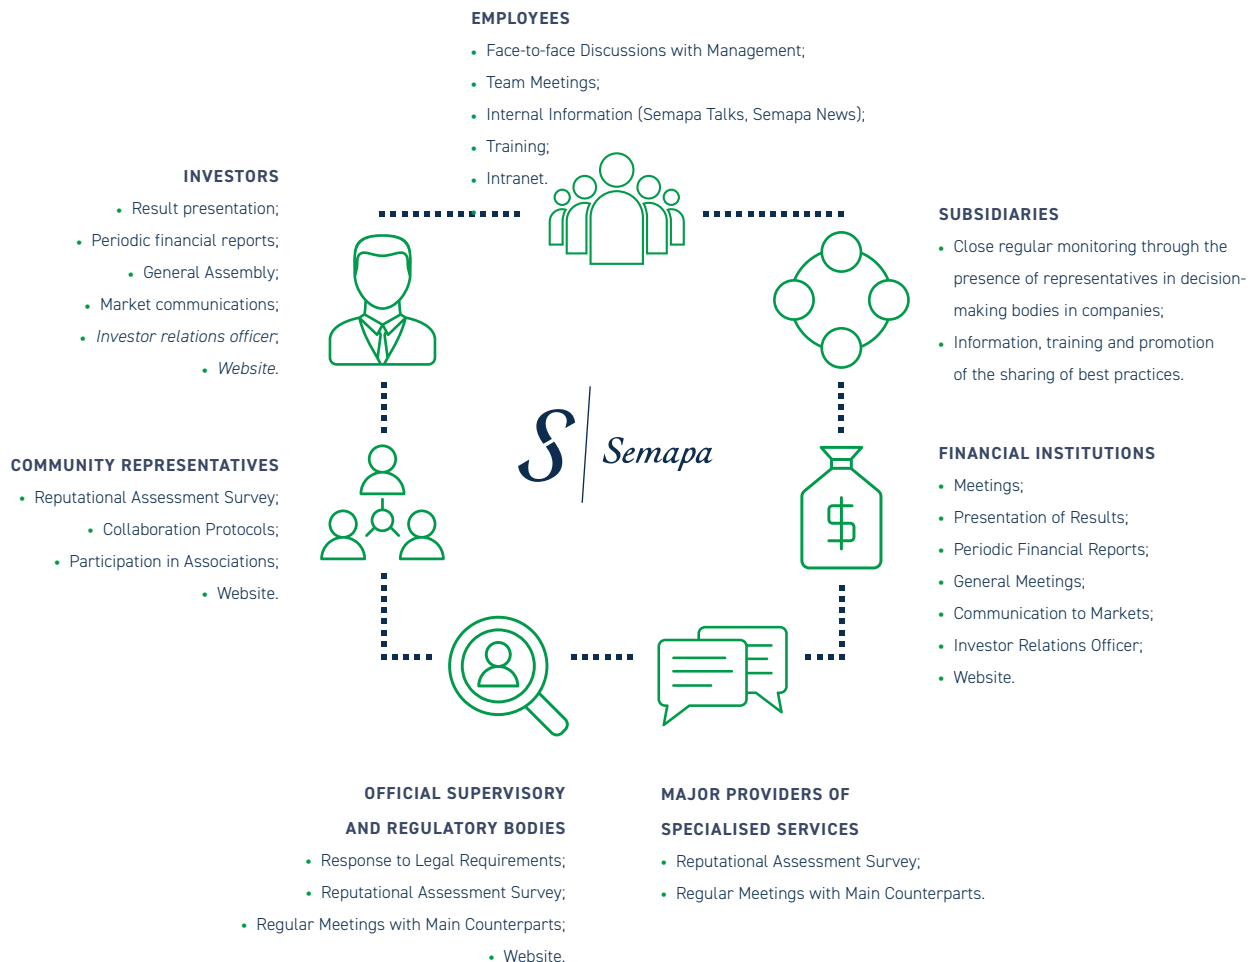 EMPLOYEES
• Face-to-face Discussions with Management;
• Team Meetings;
• Internal Information (Semapa Talks, Semapa News);
• Training;
• Intranet.
INVESTORS
• Result presentation;
• Periodic financial reports;
• General Assembly;
• Market communications;
• Investor relations officer;
• Website.
SUBSIDIARIES
• Close regular monitoring through the
presence of representatives in decision-
making bodies in companies;
• Information, training and promotion
of the sharing of best practices.
S Semapa
COMMUNITY REPRESENTATIVES
• Reputational Assessment Survey;
• Collaboration Protocols;
• Participation in Associations;
• Website.
$
FINANCIAL INSTITUTIONS
• Meetings;
• Presentation of Results;
• Periodic Financial Reports;
• General Meetings;
• Communication to Markets;
• Investor Relations Officer;
• Website.
OFFICIAL SUPERVISORY
AND REGULATORY BODIES
• Response to Legal Requirements;
• Reputational Assessment Survey;
• Regular Meetings with Main Counterparts;
• Website.
MAJOR PROVIDERS OF
SPECIALISED SERVICES
• Reputational Assessment Survey;
• Regular Meetings with Main Counterparts.